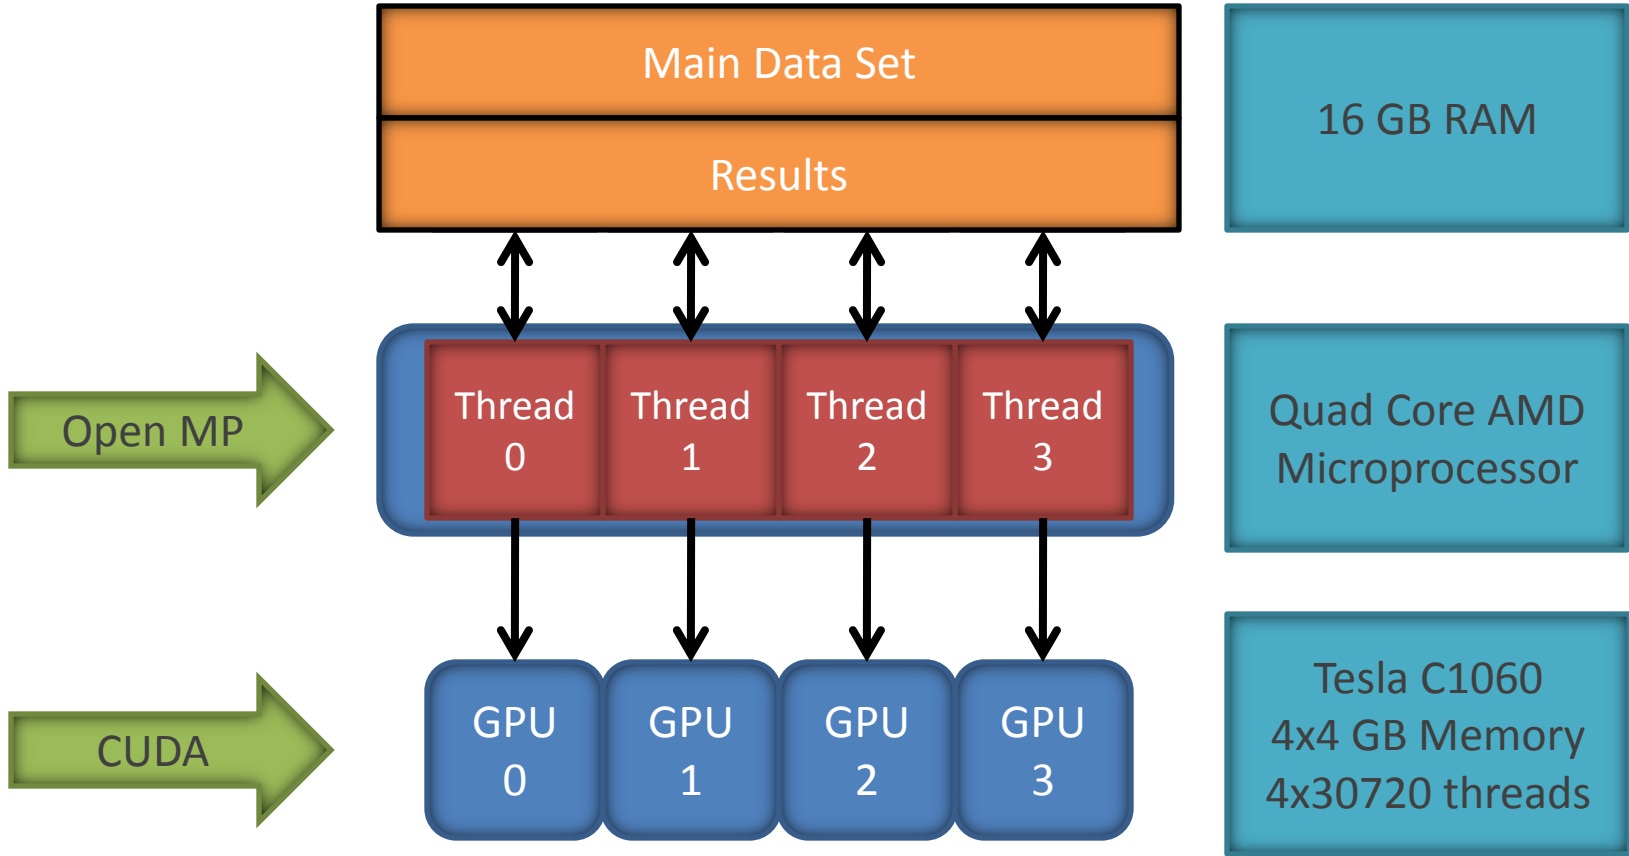 Main Data Set
16 GB RAM
Results
Open MP
Thread
0
Thread
1
Thread
2
Thread
3
Quad Core AMD
Microprocessor
CUDA
GPU
0
GPU
1
GPU
2
GPU
3
Tesla C1060
4x4 GB Memory
4x30720 threads